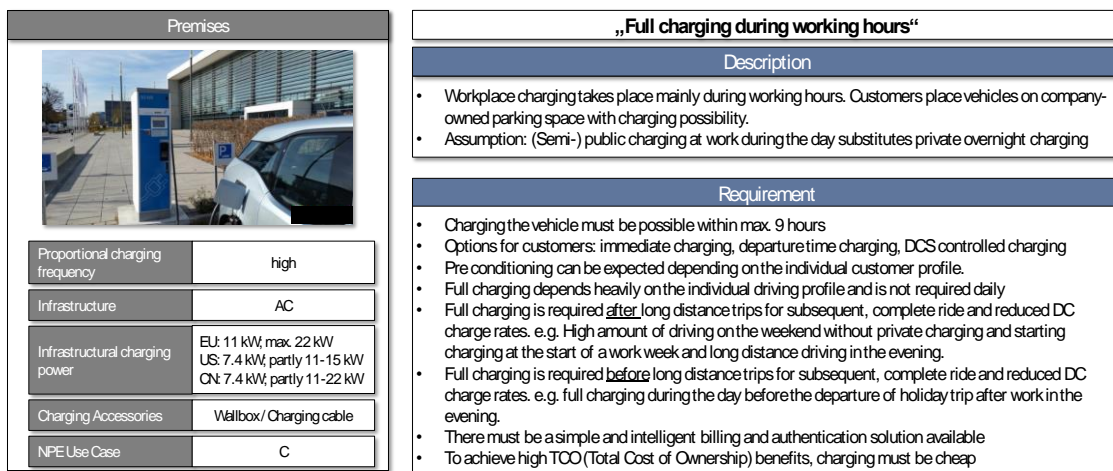 Premises
Proportional charging
frequency
high
Infrastructure
AC
Infrastructural charging
power
EU: 11 kW; max. 22 kW
US: 7.4 kW; partly 11-15 kW
CN: 7.4 kW; partly 11-22 kW
Charging Accessories
Wallbox / Charging cable
NPE Use Case
C
„Full charging during working hours“
Description
• Workplace charging takes place mainly during working hours. Customers place vehicles on company-
owned parking space with charging possibility.
• Assumption: (Semi-) public charging at work during the day substitutes private overnight charging
Requirement
• Charging the vehicle must be possible within max. 9 hours
• Options for customers: immediate charging, departure time charging, DCS controlled charging
• Pre conditioning can be expected depending on the individual customer profile.
• Full charging depends heavily on the individual driving profile and is not required daily
• Full charging is required after long distance trips for subsequent, complete ride and reduced DC
charge rates. e.g. High amount of driving on the weekend without private charging and starting
charging at the start of a work week and long distance driving in the evening.
• Full charging is required before long distance trips for subsequent, complete ride and reduced DC
charge rates. e.g. full charging during the day before the departure of holiday trip after work in the
evening.
• There must be a simple and intelligent billing and authentication solution available
• To achieve high TCO (Total Cost of Ownership) benefits, charging must be cheap